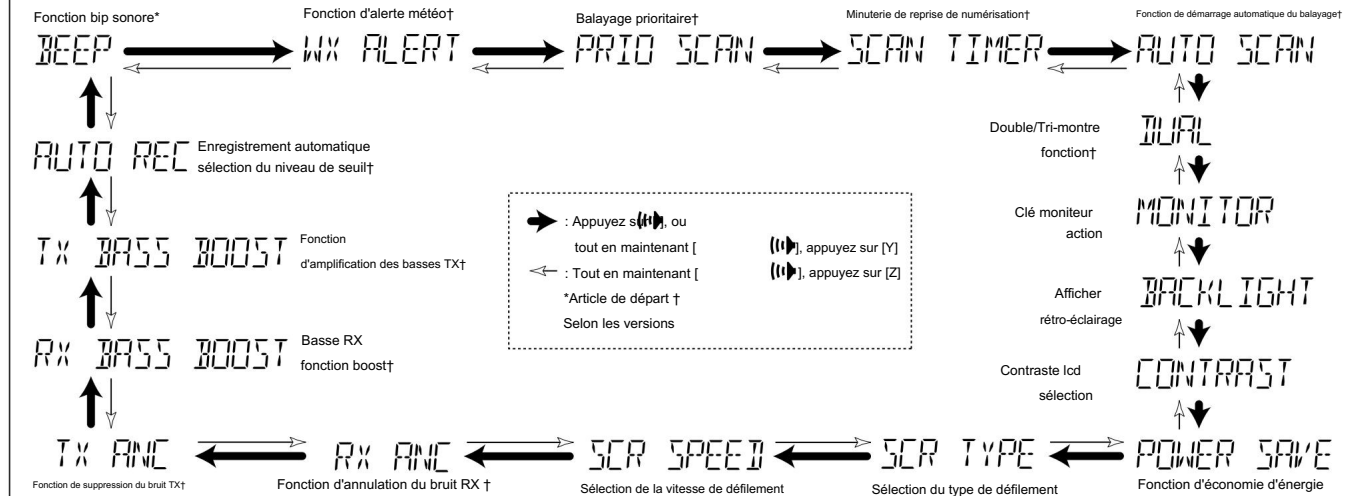 Fonction bip sonore*
Fonction d'alerte météo†
Balayage prioritaire†
Minuterie de reprise de numérisation†
Fonction de démarrage automatique du balayage†
BEEP
WX ALERT
PRIO SCAN
SCAN TIMER
AUTO SCAN
Double/Tri-montre
fonction†
DUAL
AUTO REC
Enregistrement automatique
sélection du niveau de seuil†
Clé moniteur
action
MONITOR
: Appuyez sur ], ou
tout en maintenant [ ], appuyez sur [Y]
: Tout en maintenant [ ], appuyez sur [Z]
*Article de départ †
Selon les versions
TX BASS BOOST
Fonction
d'amplification des basses TX†
Afficher
rétro-éclairage
BACKLIGHT
RX BASS BOOST
Basse RX
fonction boost†
Contraste lcd
sélection
CONTRAST
TX ANC
RX ANC
SCR SPEED
SCR TYPE
POWER SAVE
Fonction de suppression du bruit TX†
Fonction d'annulation du bruit RX †
Sélection de la vitesse de défilement
Sélection du type de défilement
Fonction d'économie d'énergie